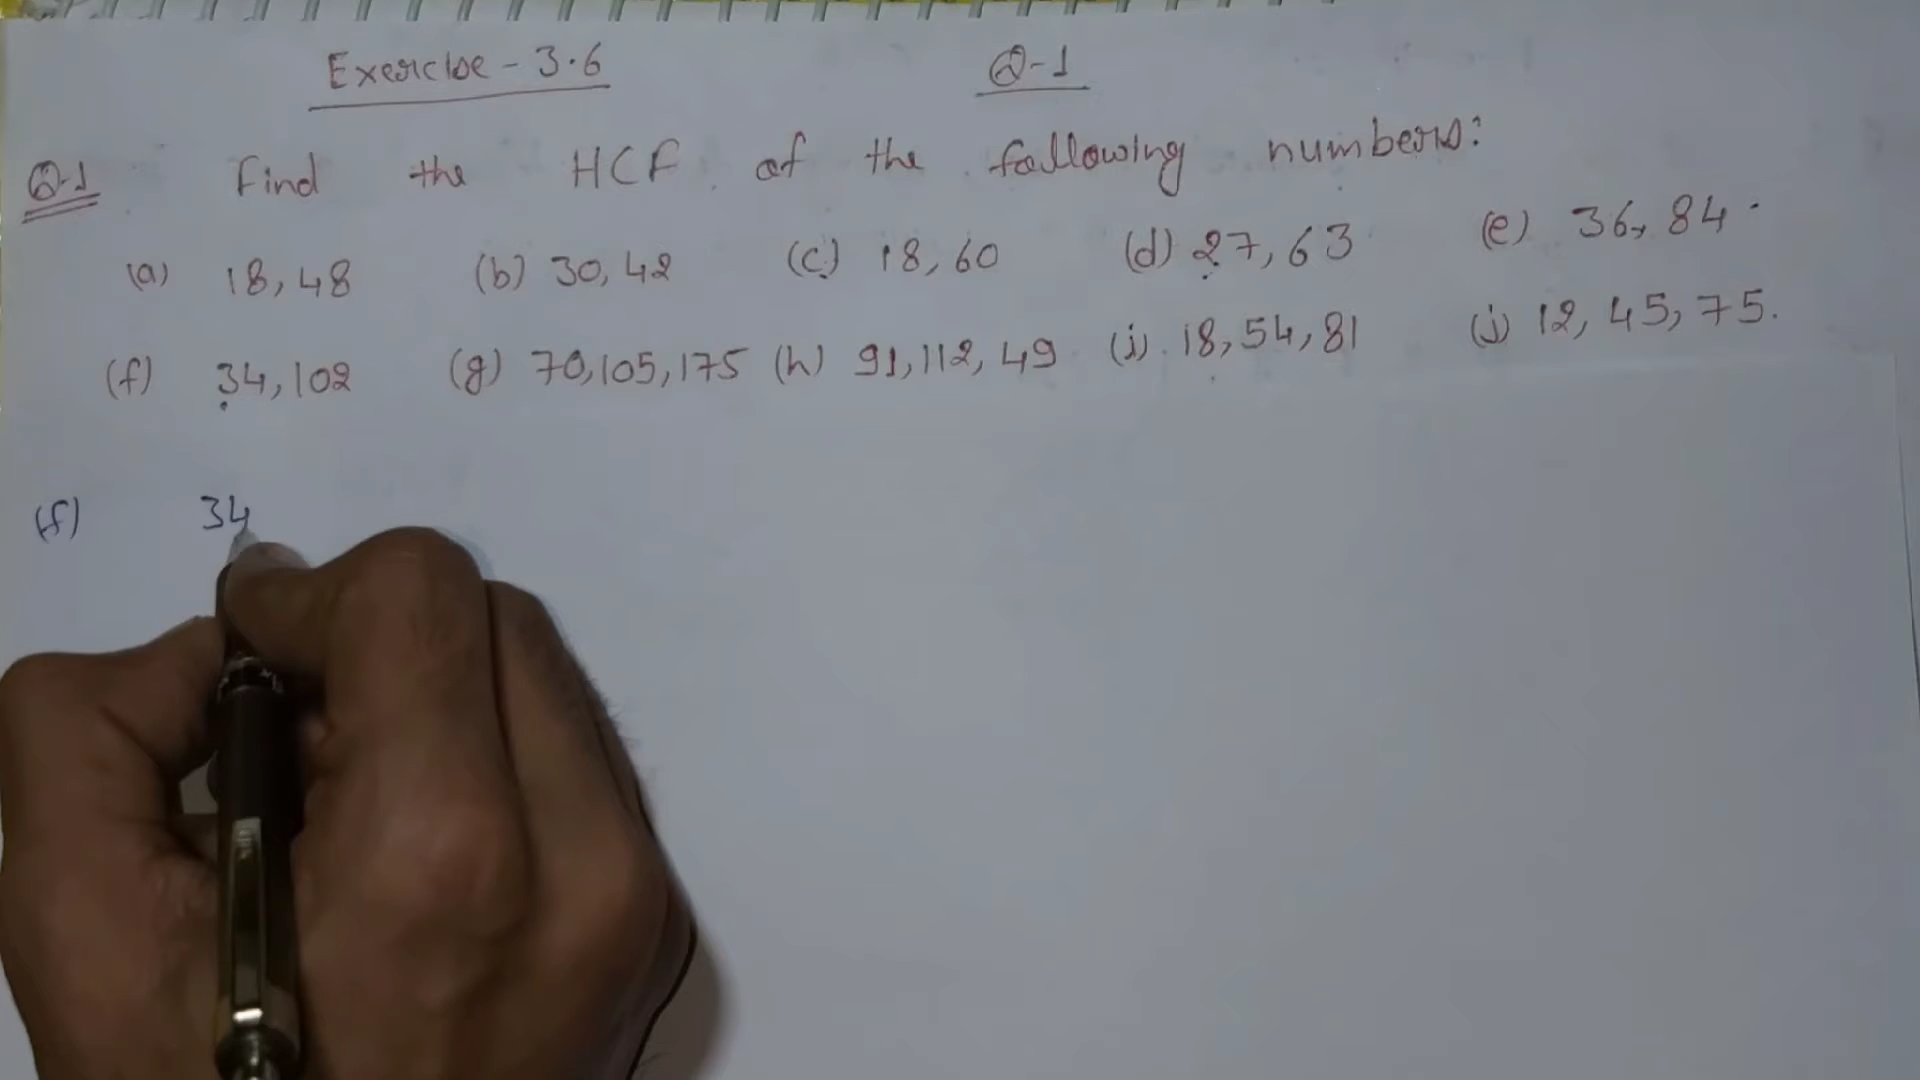 Exercise - 3.6 Q-1
Q-1 Find the HCF of the following numbers:
(a) 18, 48 (b) 30, 42 (c) 18, 60 (d) 27, 63 (e) 36, 84.
(f) 34, 102 (g) 70, 105, 175 (h) 91, 112, 49 (i) 18, 54, 81 (j) 12, 45, 75.
(f) 34